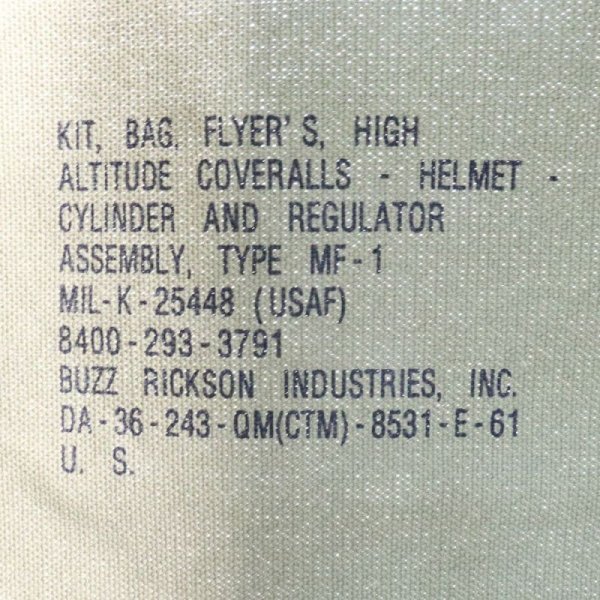 KIT, BAG. FLYER'S, HIGH
ALTITUDE COVERALLS - HELMET -
CYLINDER AND REGULATOR
ASSEMBLY, TYPE MF-1
MIL-K-25448 (USAF)
8400-293-3791
BUZZ RICKSON INDUSTRIES, INC.
DA-36-243-QM(CTM)-8531-E-61
U. S.